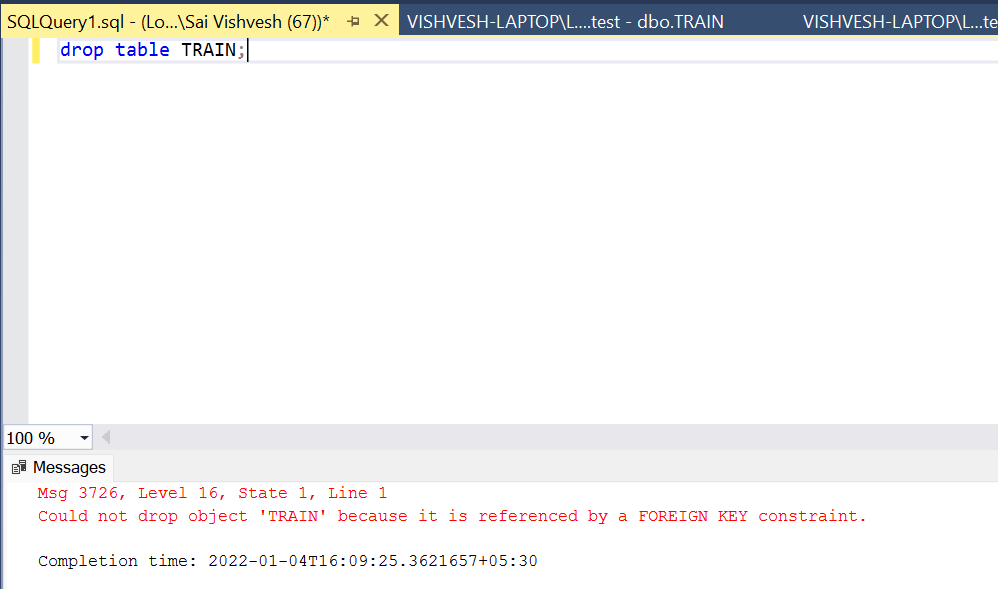 SQLQuery1.sql - (Lo...\Sai Vishvesh (67))* VISHVESH-LAPTOP\L....test - dbo.TRAIN VISHVESH-LAPTOP\L...te
drop table TRAIN;
100 %
Messages
Msg 3726, Level 16, State 1, Line 1
Could not drop object 'TRAIN' because it is referenced by a FOREIGN KEY constraint.
Completion time: 2022-01-04T16:09:25.3621657+05:30